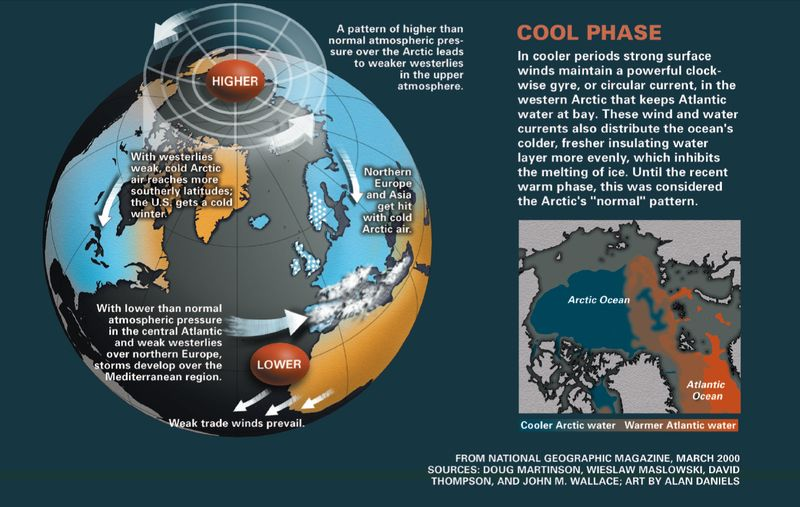 A pattern of higher than
normal atmospheric pres-
sure over the Arctic leads
to weaker westerlies
in the upper
atmosphere.
HIGHER
With westerlies
weak, cold Arctic
air reaches more
southerly latitudes;
the U.S. gets a cold
winter.
Northern
Europe
and Asia
get hit
with cold
Arctic air.
With lower than normal
atmospheric pressure
in the central Atlantic
and weak westerlies
over northern Europe,
storms develop over the
Mediterranean region.
LOWER
Weak trade winds prevail.
COOL PHASE
In cooler periods strong surface
winds maintain a powerful clock-
wise gyre, or circular current, in the
western Arctic that keeps Atlantic
water at bay. These wind and water
currents also distribute the ocean's
colder, fresher insulating water
layer more evenly, which inhibits
the melting of ice. Until the recent
warm phase, this was considered
the Arctic's "normal" pattern.
Arctic Ocean
Atlantic
Ocean
Cooler Arctic water Warmer Atlantic water
FROM NATIONAL GEOGRAPHIC MAGAZINE, MARCH 2000
SOURCES: DOUG MARTINSON, WIESLAW MASLOWSKI, DAVID
THOMPSON, AND JOHN M. WALLACE; ART BY ALAN DANIELS